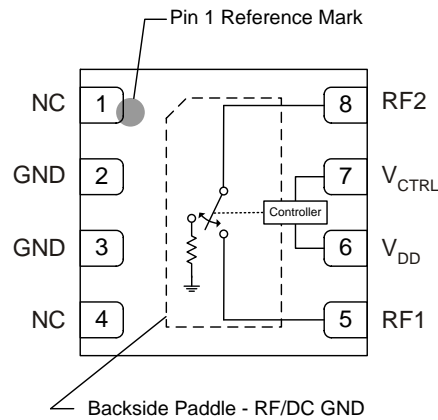 Pin 1 Reference Mark
NC 1 8 RF2
GND 2 7 VCTRL
Controller
GND 3 6 VDD
NC 4 5 RF1
Backside Paddle - RF/DC GND